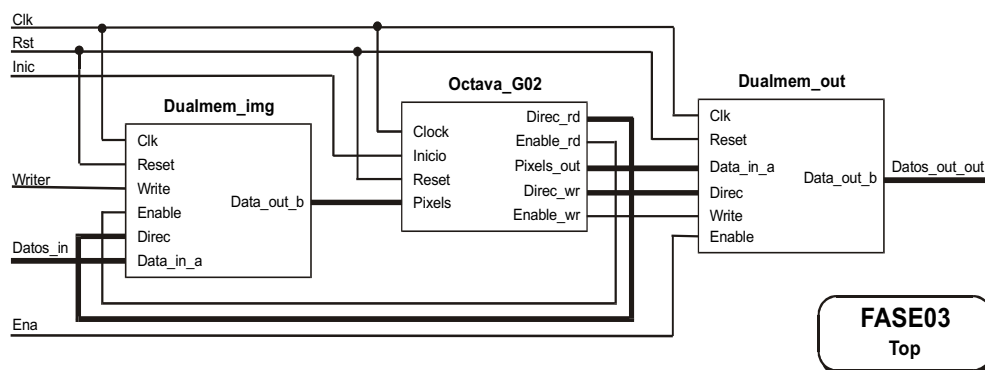 Clk
Rst
Inic
Writer
Datos_in
Ena
Dualmem_img
Clk
Reset
Write
Enable
Direc
Data_in_a
Data_out_b
Octava_G02
Clock
Inicio
Reset
Pixels
Direc_rd
Enable_rd
Pixels_out
Direc_wr
Enable_wr
Dualmem_out
Clk
Reset
Data_in_a
Direc
Write
Enable
Data_out_b
Datos_out_out
FASE03
Top